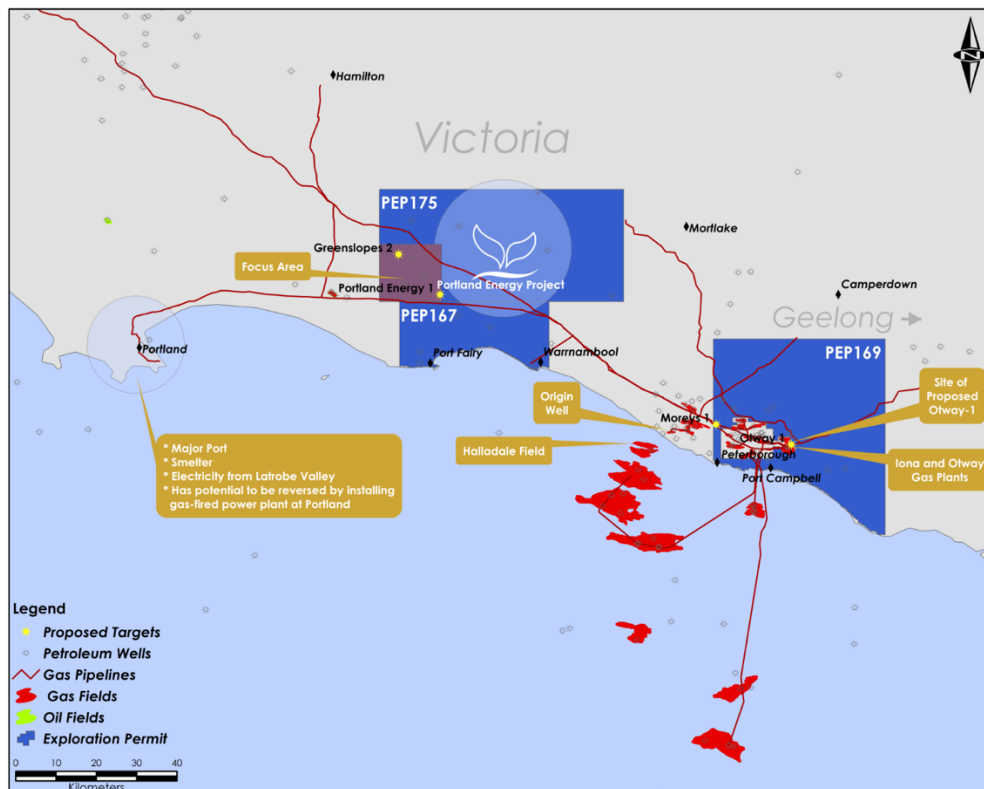 Hamilton
Victoria
PEP175
Mortlake
Greenslopes 2
Focus Area
Portland Energy 1
Portland Energy Project
Camperdown
PEP167
Geelong
Portland
Port Fairy
Warrnambool
PEP169
Origin
Well
Site of
Proposed
Otway-1
Moreys 1
Otway 1
Halladale Field
Peterborough
Iona and Otway
Gas Plants
Port Campbell
* Major Port
* Smelter
* Electricity from Latrobe Valley
* Has potential to be reversed by installing
gas-fired power plant at Portland
N
Legend
Proposed Targets
Petroleum Wells
Gas Pipelines
Gas Fields
Oil Fields
Exploration Permit
0 10 20 30 40
Kilometers